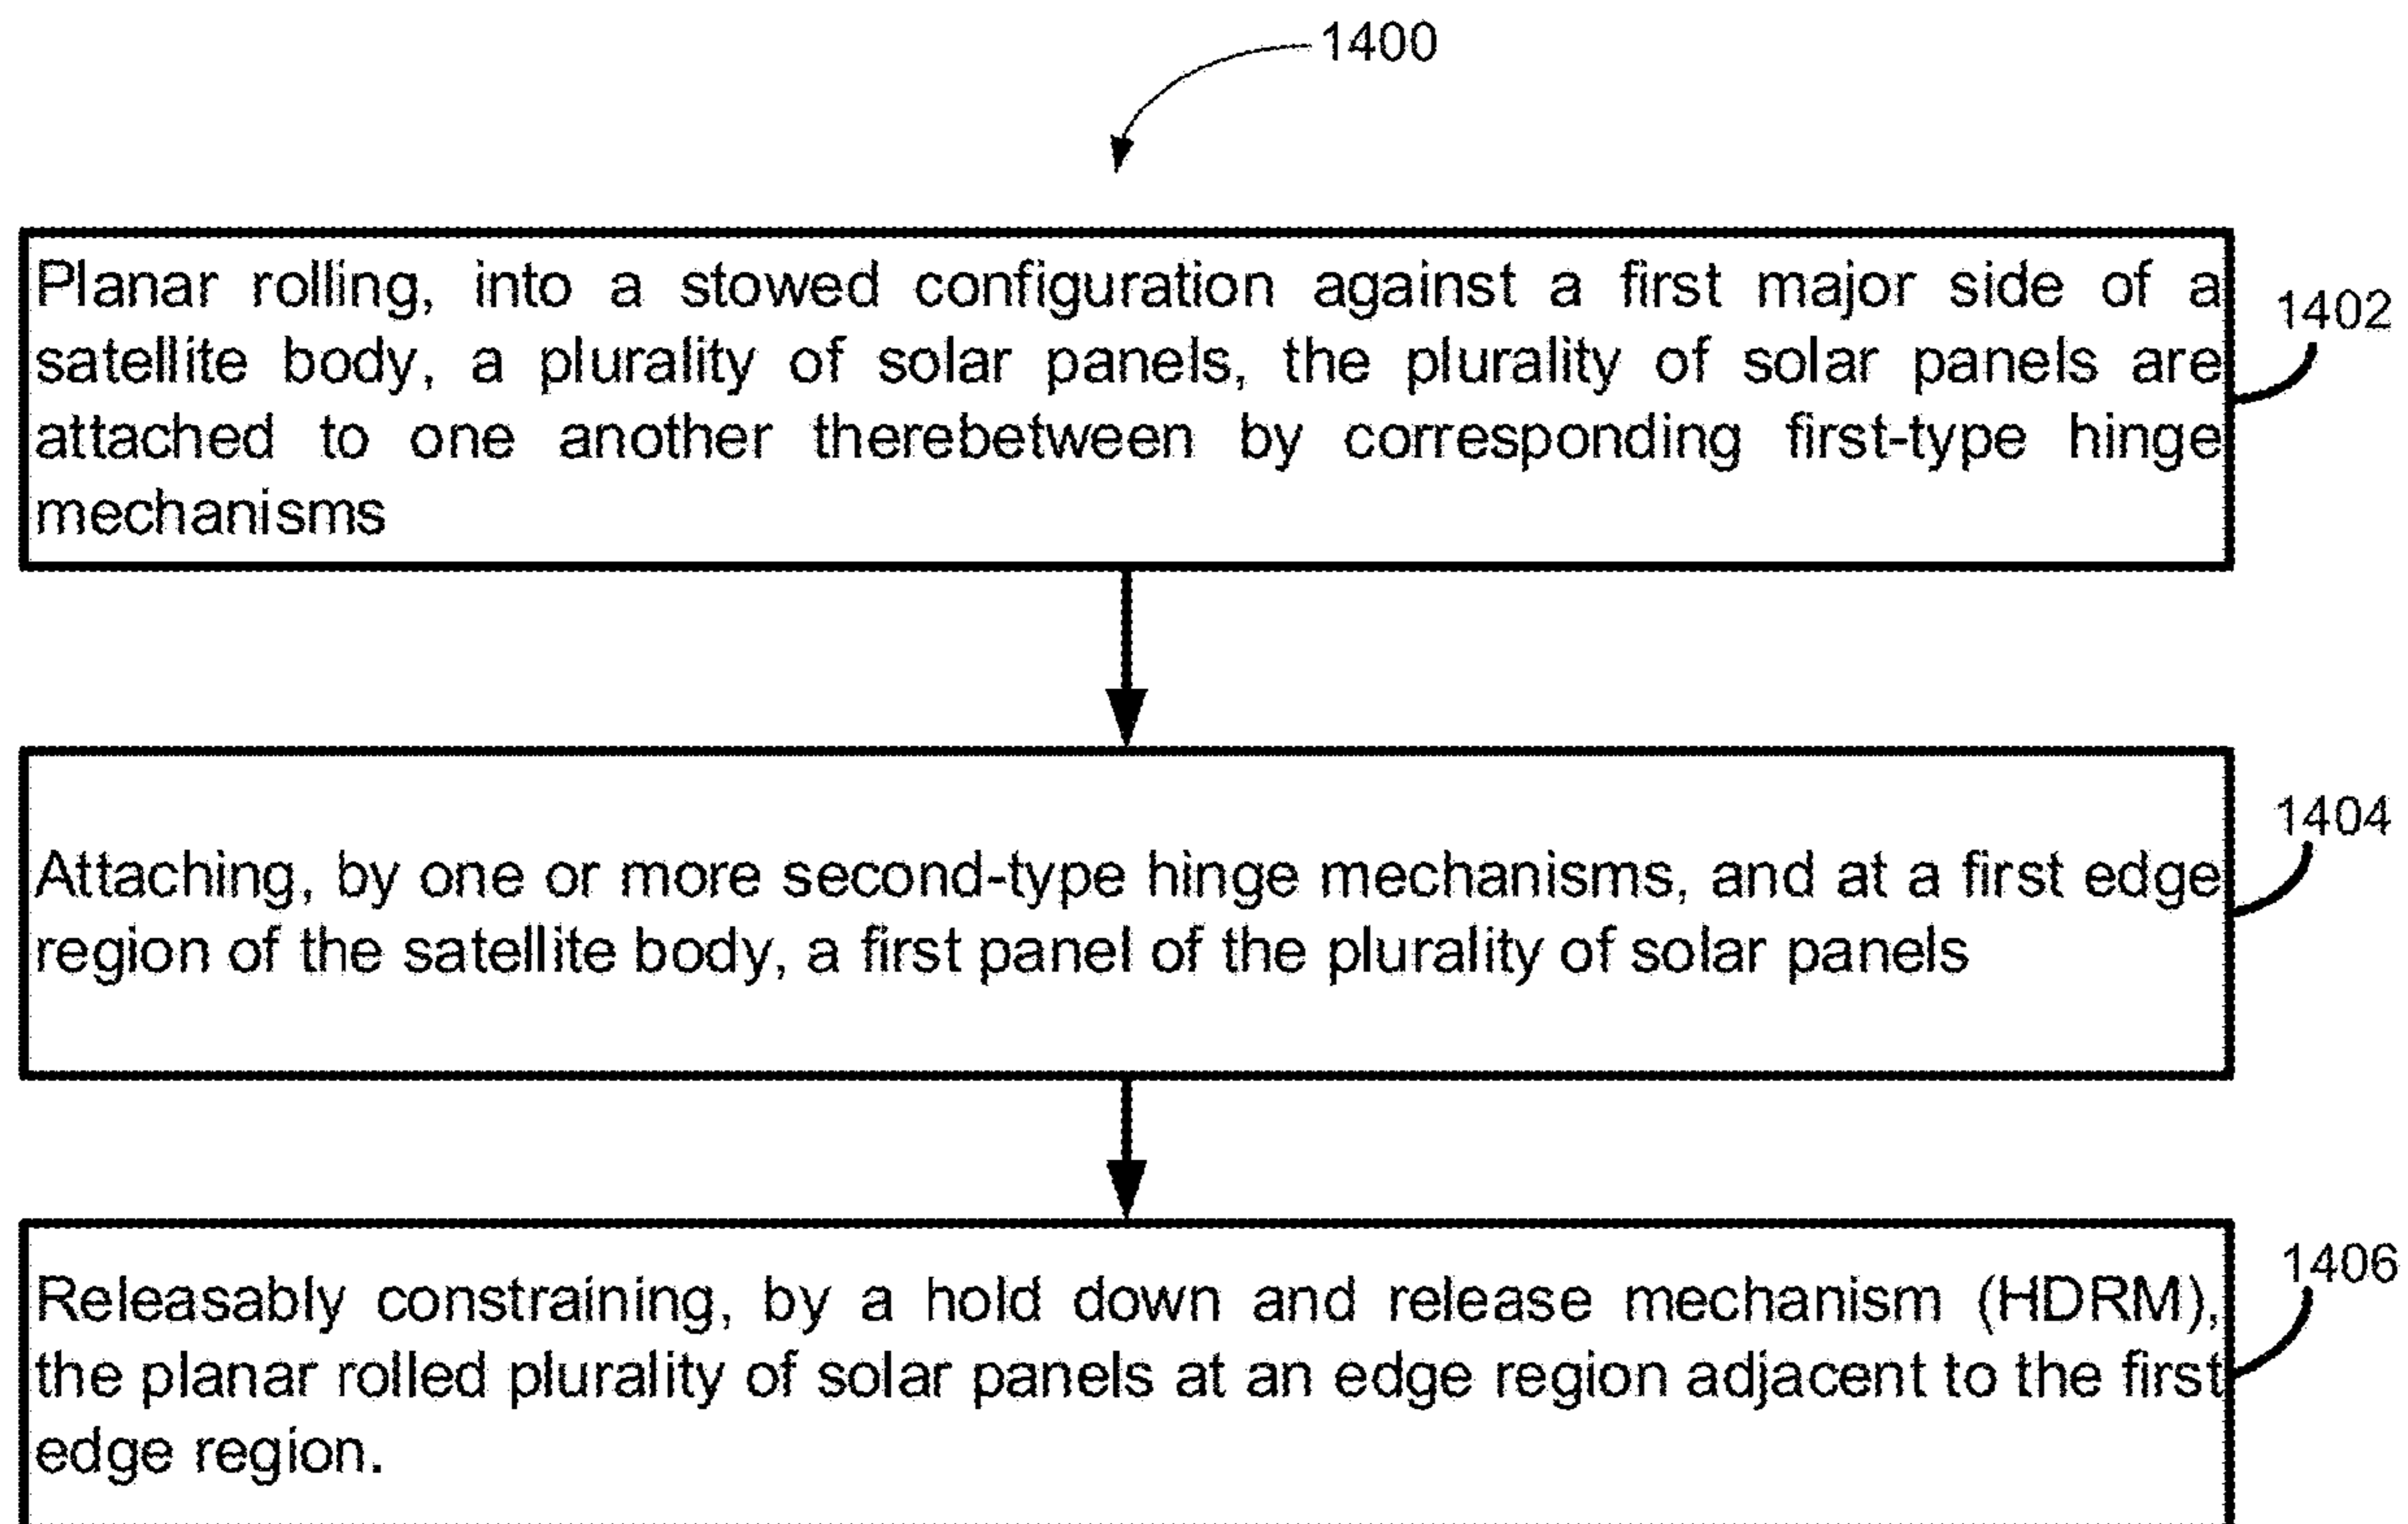 1400
Planar rolling, into a stowed configuration against a first major side of a
satellite body, a plurality of solar panels, the plurality of solar panels are
attached to one another therebetween by corresponding first-type hinge
mechanisms
1402
Attaching, by one or more second-type hinge mechanisms, and at a first edge
region of the satellite body, a first panel of the plurality of solar panels
1404
Releasably constraining, by a hold down and release mechanism (HDRM),
the planar rolled plurality of solar panels at an edge region adjacent to the first
edge region.
1406